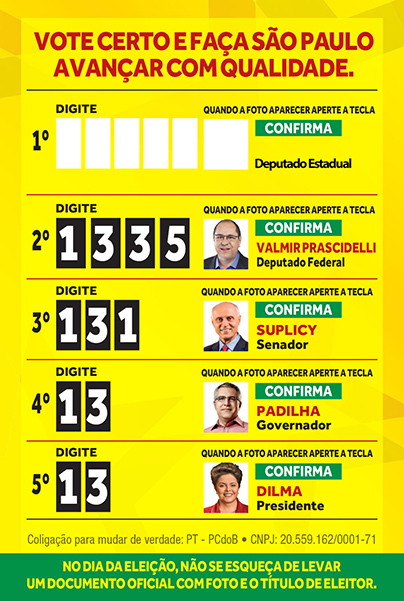 VOTE CERTO E FAÇA SÃO PAULO
AVANÇAR COM QUALIDADE.
DIGITE
QUANDO A FOTO APARECER APERTE A TECLA
1º
CONFIRMA
Deputado Estadual
DIGITE
QUANDO A FOTO APARECER APERTE A TECLA
2º 1 3 3 5
CONFIRMA
VALMIR PRASCIDELLI
Deputado Federal
DIGITE
QUANDO A FOTO APARECER APERTE A TECLA
3º 1 3 1
CONFIRMA
SUPLICY
Senador
DIGITE
QUANDO A FOTO APARECER APERTE A TECLA
4º 1 3
CONFIRMA
PADILHA
Governador
DIGITE
QUANDO A FOTO APARECER APERTE A TECLA
5º 1 3
CONFIRMA
DILMA
Presidente
Coligação para mudar de verdade: PT - PCdoB • CNPJ: 20.559.162/0001-71
NO DIA DA ELEIÇÃO, NÃO SE ESQUEÇA DE LEVAR
UM DOCUMENTO OFICIAL COM FOTO E O TÍTULO DE ELEITOR.